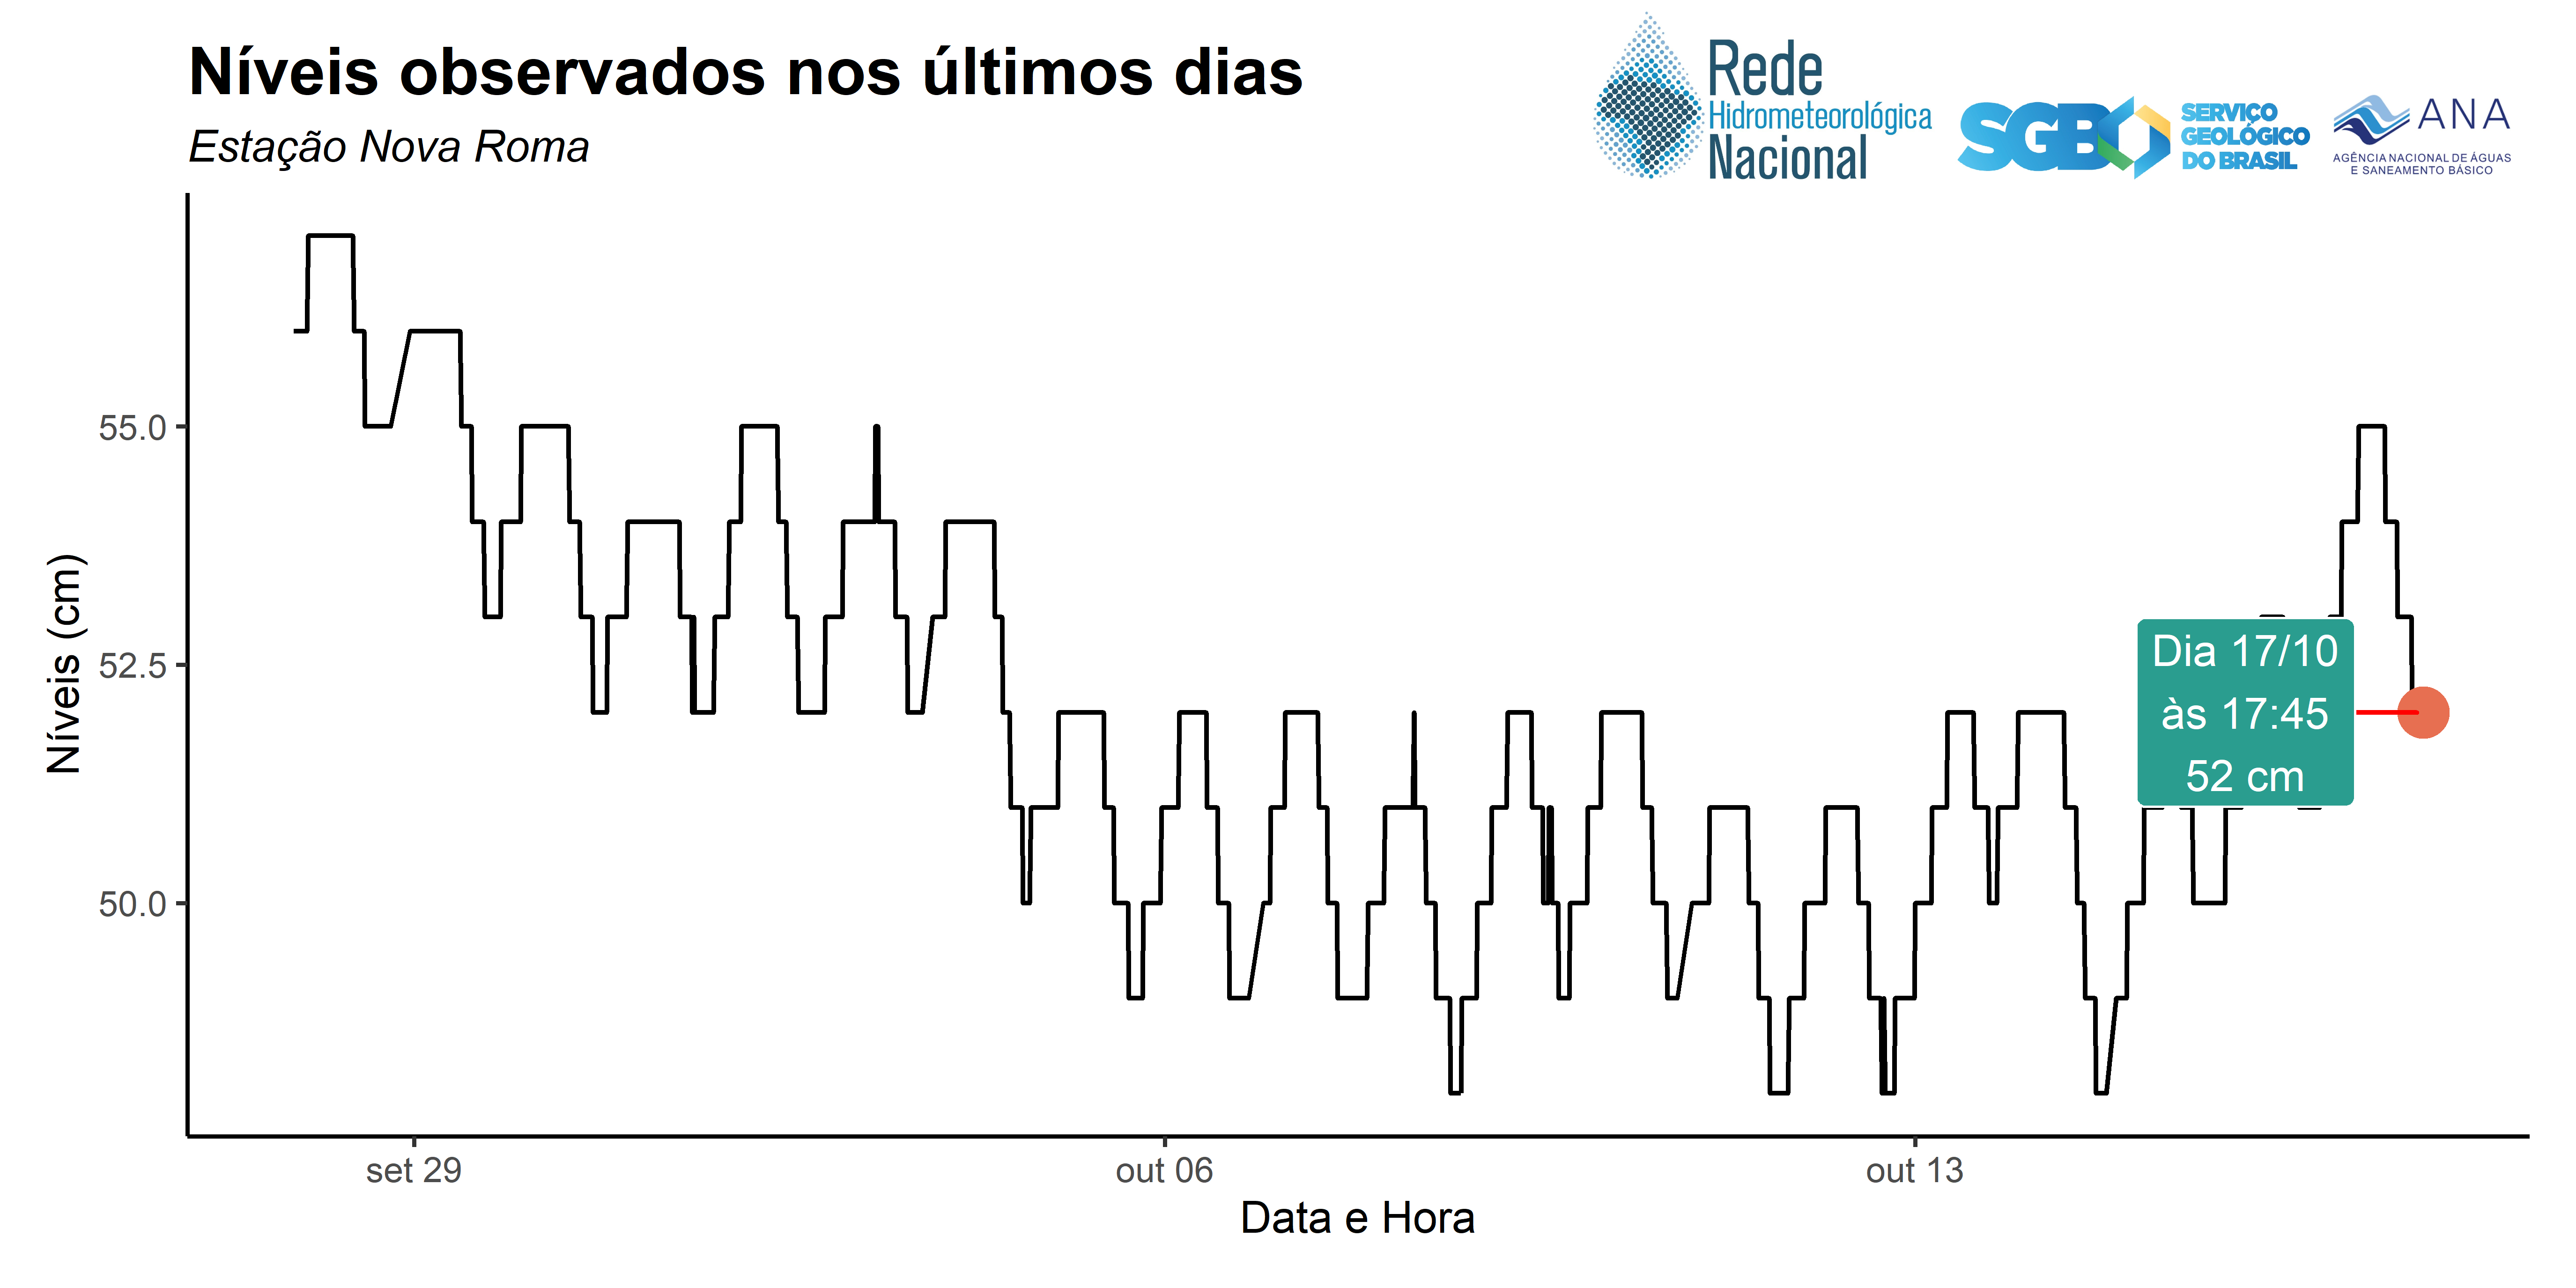 Níveis observados nos últimos dias
Estação Nova Roma
Rede
Hidrometeorológica
Nacional
SGB
SERVIÇO
GEOLÓGICO
DO BRASIL
ANA
AGÊNCIA NACIONAL DE ÁGUAS
E SANEAMENTO BÁSICO
Níveis (cm)
55.0
52.5
50.0
Dia 17/10
às 17:45
52 cm
set 29
out 06
out 13
Data e Hora